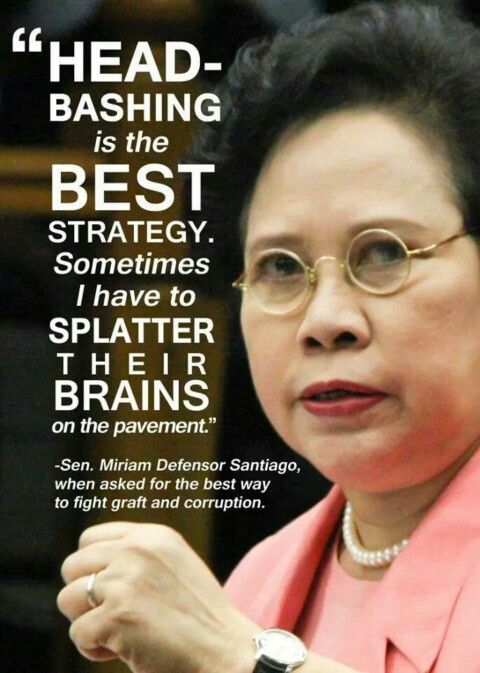 “HEAD-
BASHING
is the
BEST
STRATEGY.
Sometimes
I have to
SPLATTER
THEIR
BRAINS
on the pavement.”
-Sen. Miriam Defensor Santiago,
when asked for the best way
to fight graft and corruption.